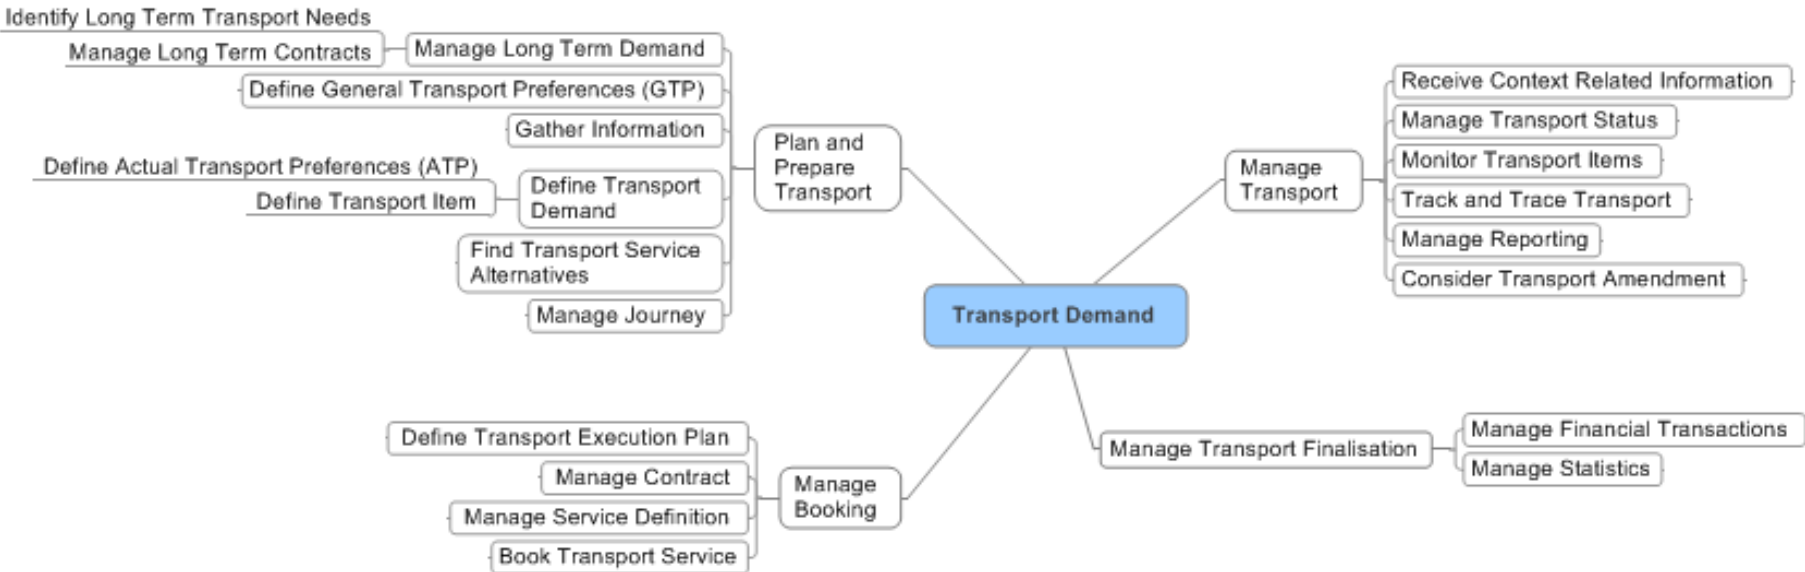 Identify Long Term Transport Needs
Manage Long Term Contracts
Manage Long Term Demand
Define General Transport Preferences (GTP)
Gather Information
Define Actual Transport Preferences (ATP)
Define Transport Item
Define Transport
Demand
Find Transport Service
Alternatives
Manage Journey
Plan and
Prepare
Transport
Manage
Transport
Receive Context Related Information
Manage Transport Status
Monitor Transport Items
Track and Trace Transport
Manage Reporting
Consider Transport Amendment
Transport Demand
Define Transport Execution Plan
Manage Contract
Manage Service Definition
Book Transport Service
Manage
Booking
Manage Transport Finalisation
Manage Financial Transactions
Manage Statistics